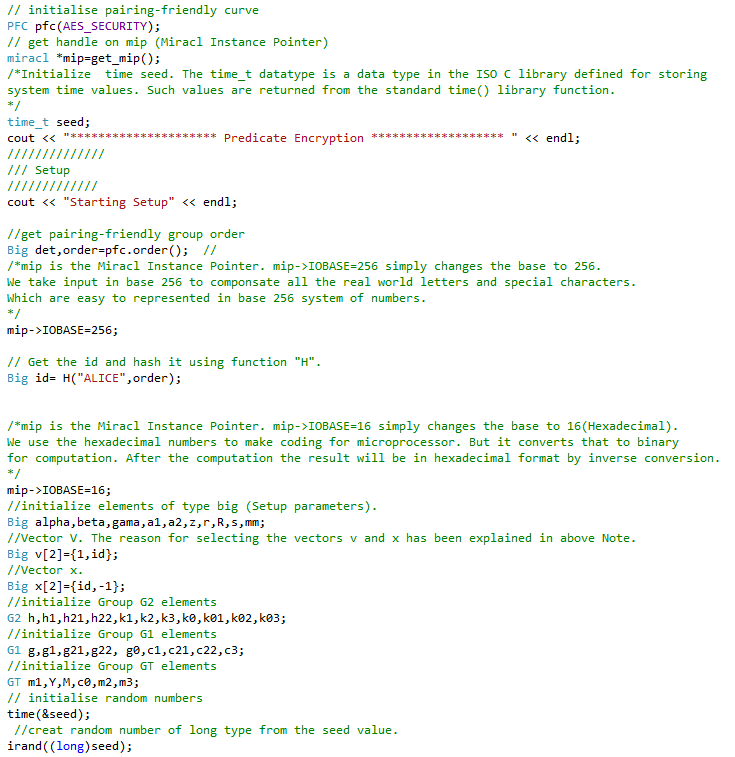 // initialise pairing-friendly curve
PFC pfc(AES_SECURITY);
// get handle on mip (Miracl Instance Pointer)
miracl *mip=get_mip();
/*Initialize  time seed. The time_t datatype is a data type in the ISO C library defined for storing
system time values. Such values are returned from the standard time() library function.
*/
time_t seed;
cout << "********************* Predicate Encryption ******************* " << endl;
//////////////
/// Setup
/////////////
cout << "Starting Setup" << endl;
//get pairing-friendly group order
Big det,order=pfc.order();  //
/*mip is the Miracl Instance Pointer. mip->IOBASE=256 simply changes the base to 256.
We take input in base 256 to componsate all the real world letters and special characters.
Which are easy to represented in base 256 system of numbers.
*/
mip->IOBASE=256;
// Get the id and hash it using function "H".
Big id= H("ALICE",order);
/*mip is the Miracl Instance Pointer. mip->IOBASE=16 simply changes the base to 16(Hexadecimal).
We use the hexadecimal numbers to make coding for microprocessor. But it converts that to binary
for computation. After the computation the result will be in hexadecimal format by inverse conversion.
*/
mip->IOBASE=16;
//initialize elements of type big (Setup parameters).
Big alpha,beta,gama,a1,a2,z,r,R,s,mm;
//Vector V. The reason for selecting the vectors v and x has been explained in above Note.
Big v[2]={1,id};
//Vector x.
Big x[2]={id,-1};
//initialize Group G2 elements
G2 h,h1,h21,h22,k1,k2,k3,k0,k01,k02,k03;
//initialize Group G1 elements
G1 g,g1,g21,g22, g0,c1,c21,c22,c3;
//initialize Group GT elements
GT m1,Y,M,c0,m2,m3;
// initialise random numbers
time(&seed);
//creat random number of long type from the seed value.
irand((long)seed);